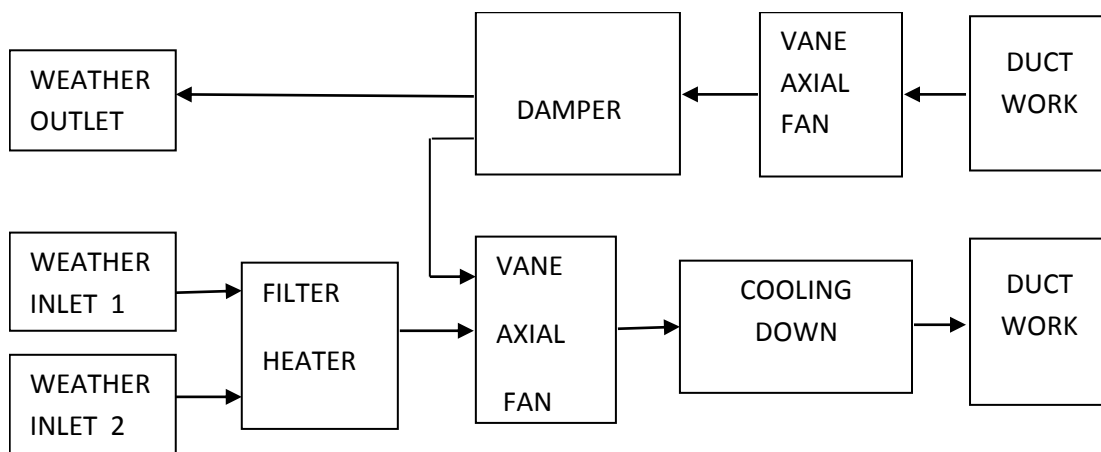 WEATHER
OUTLET
DAMPER
VANE
AXIAL
FAN
DUCT
WORK
WEATHER
INLET 1
WEATHER
INLET 2
FILTER
HEATER
VANE
AXIAL
FAN
COOLING
DOWN
DUCT
WORK